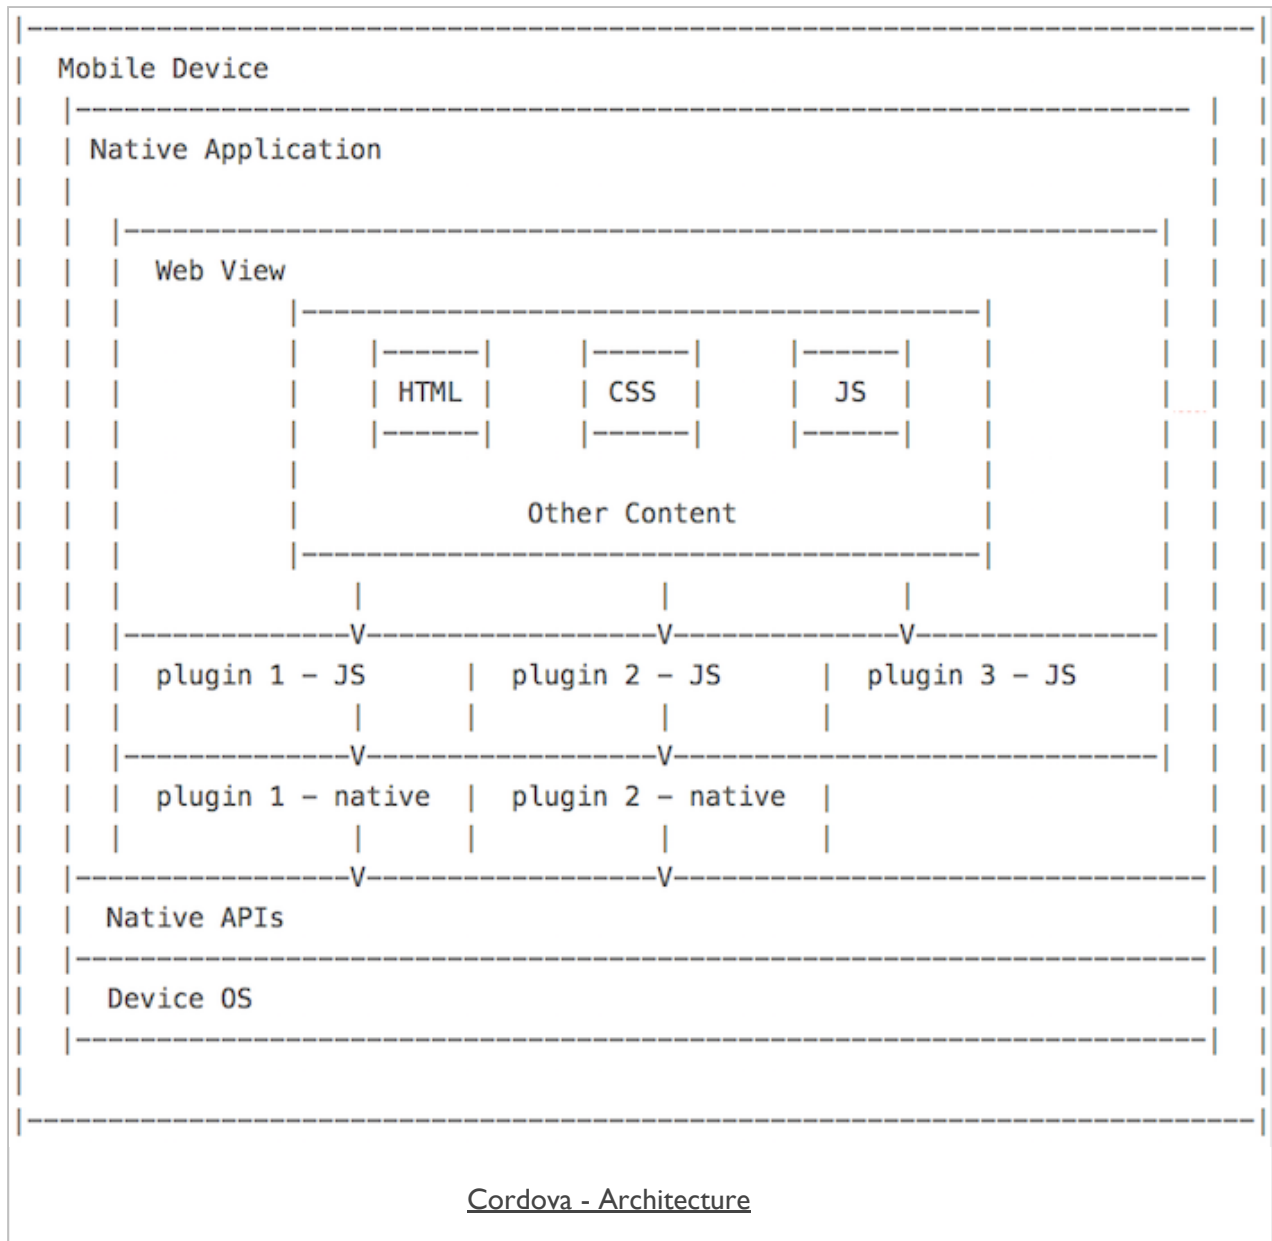 Mobile Device
Native Application
Web View
HTML CSS JS
Other Content
V V V
plugin 1 – JS | plugin 2 – JS | plugin 3 – JS
V V
plugin 1 – native | plugin 2 – native |
V V
Native APIs
Device OS
Cordova - Architecture